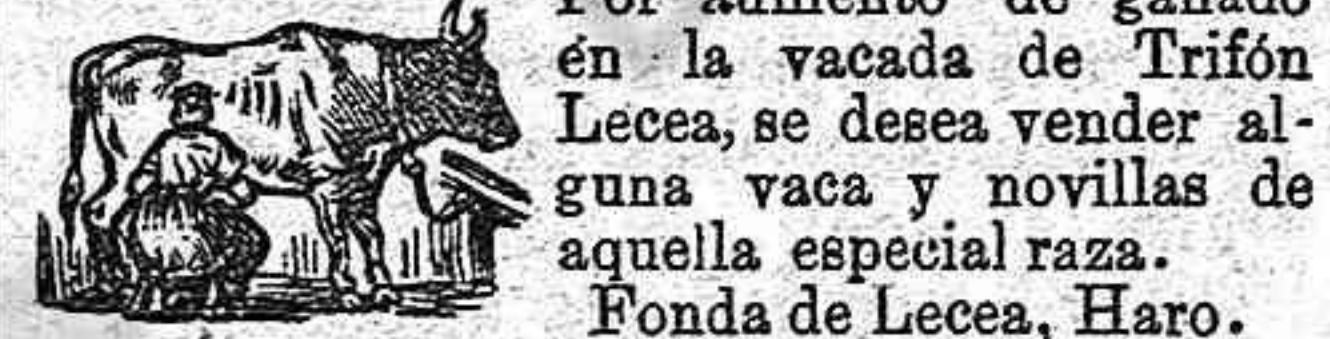 Por aumento de ganado
én la vacada de Trifón
Lecea, se desea vender al-
guna vaca y novillas de
aquella especial raza.
Fonda de Lecea, Haro.